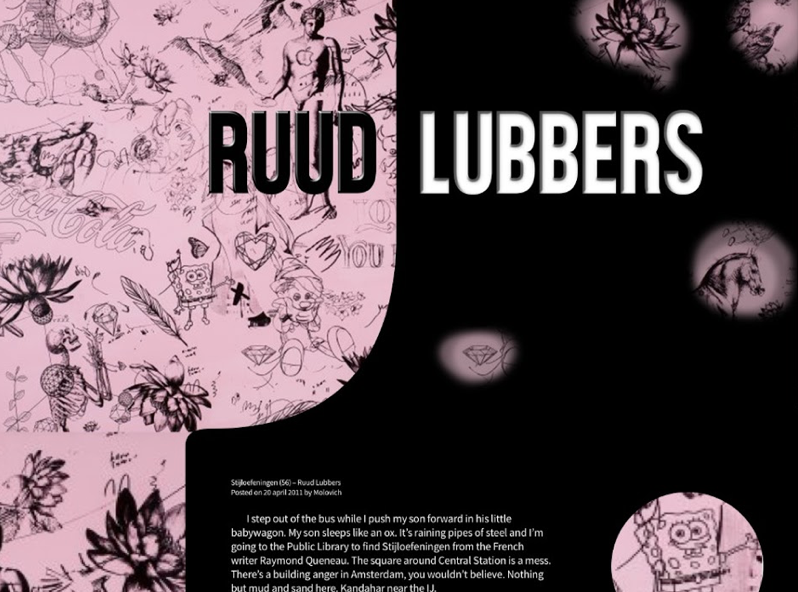 RUUD LUBBERS
Coca Cola
YOU
Stijloefeningen (56) – Ruud Lubbers
Posted on 20 april 2011 by Molovich
I step out of the bus while I push my son forward in his little
babywagon. My son sleeps like an ox. It's raining pipes of steel and I'm
going to the Public Library to find Stijloefeningen from the French
writer Raymond Queneau. The square around Central Station is a mess.
There's a building anger in Amsterdam, you wouldn't believe. Nothing
but mud and sand here. Kandahar near the IJ.